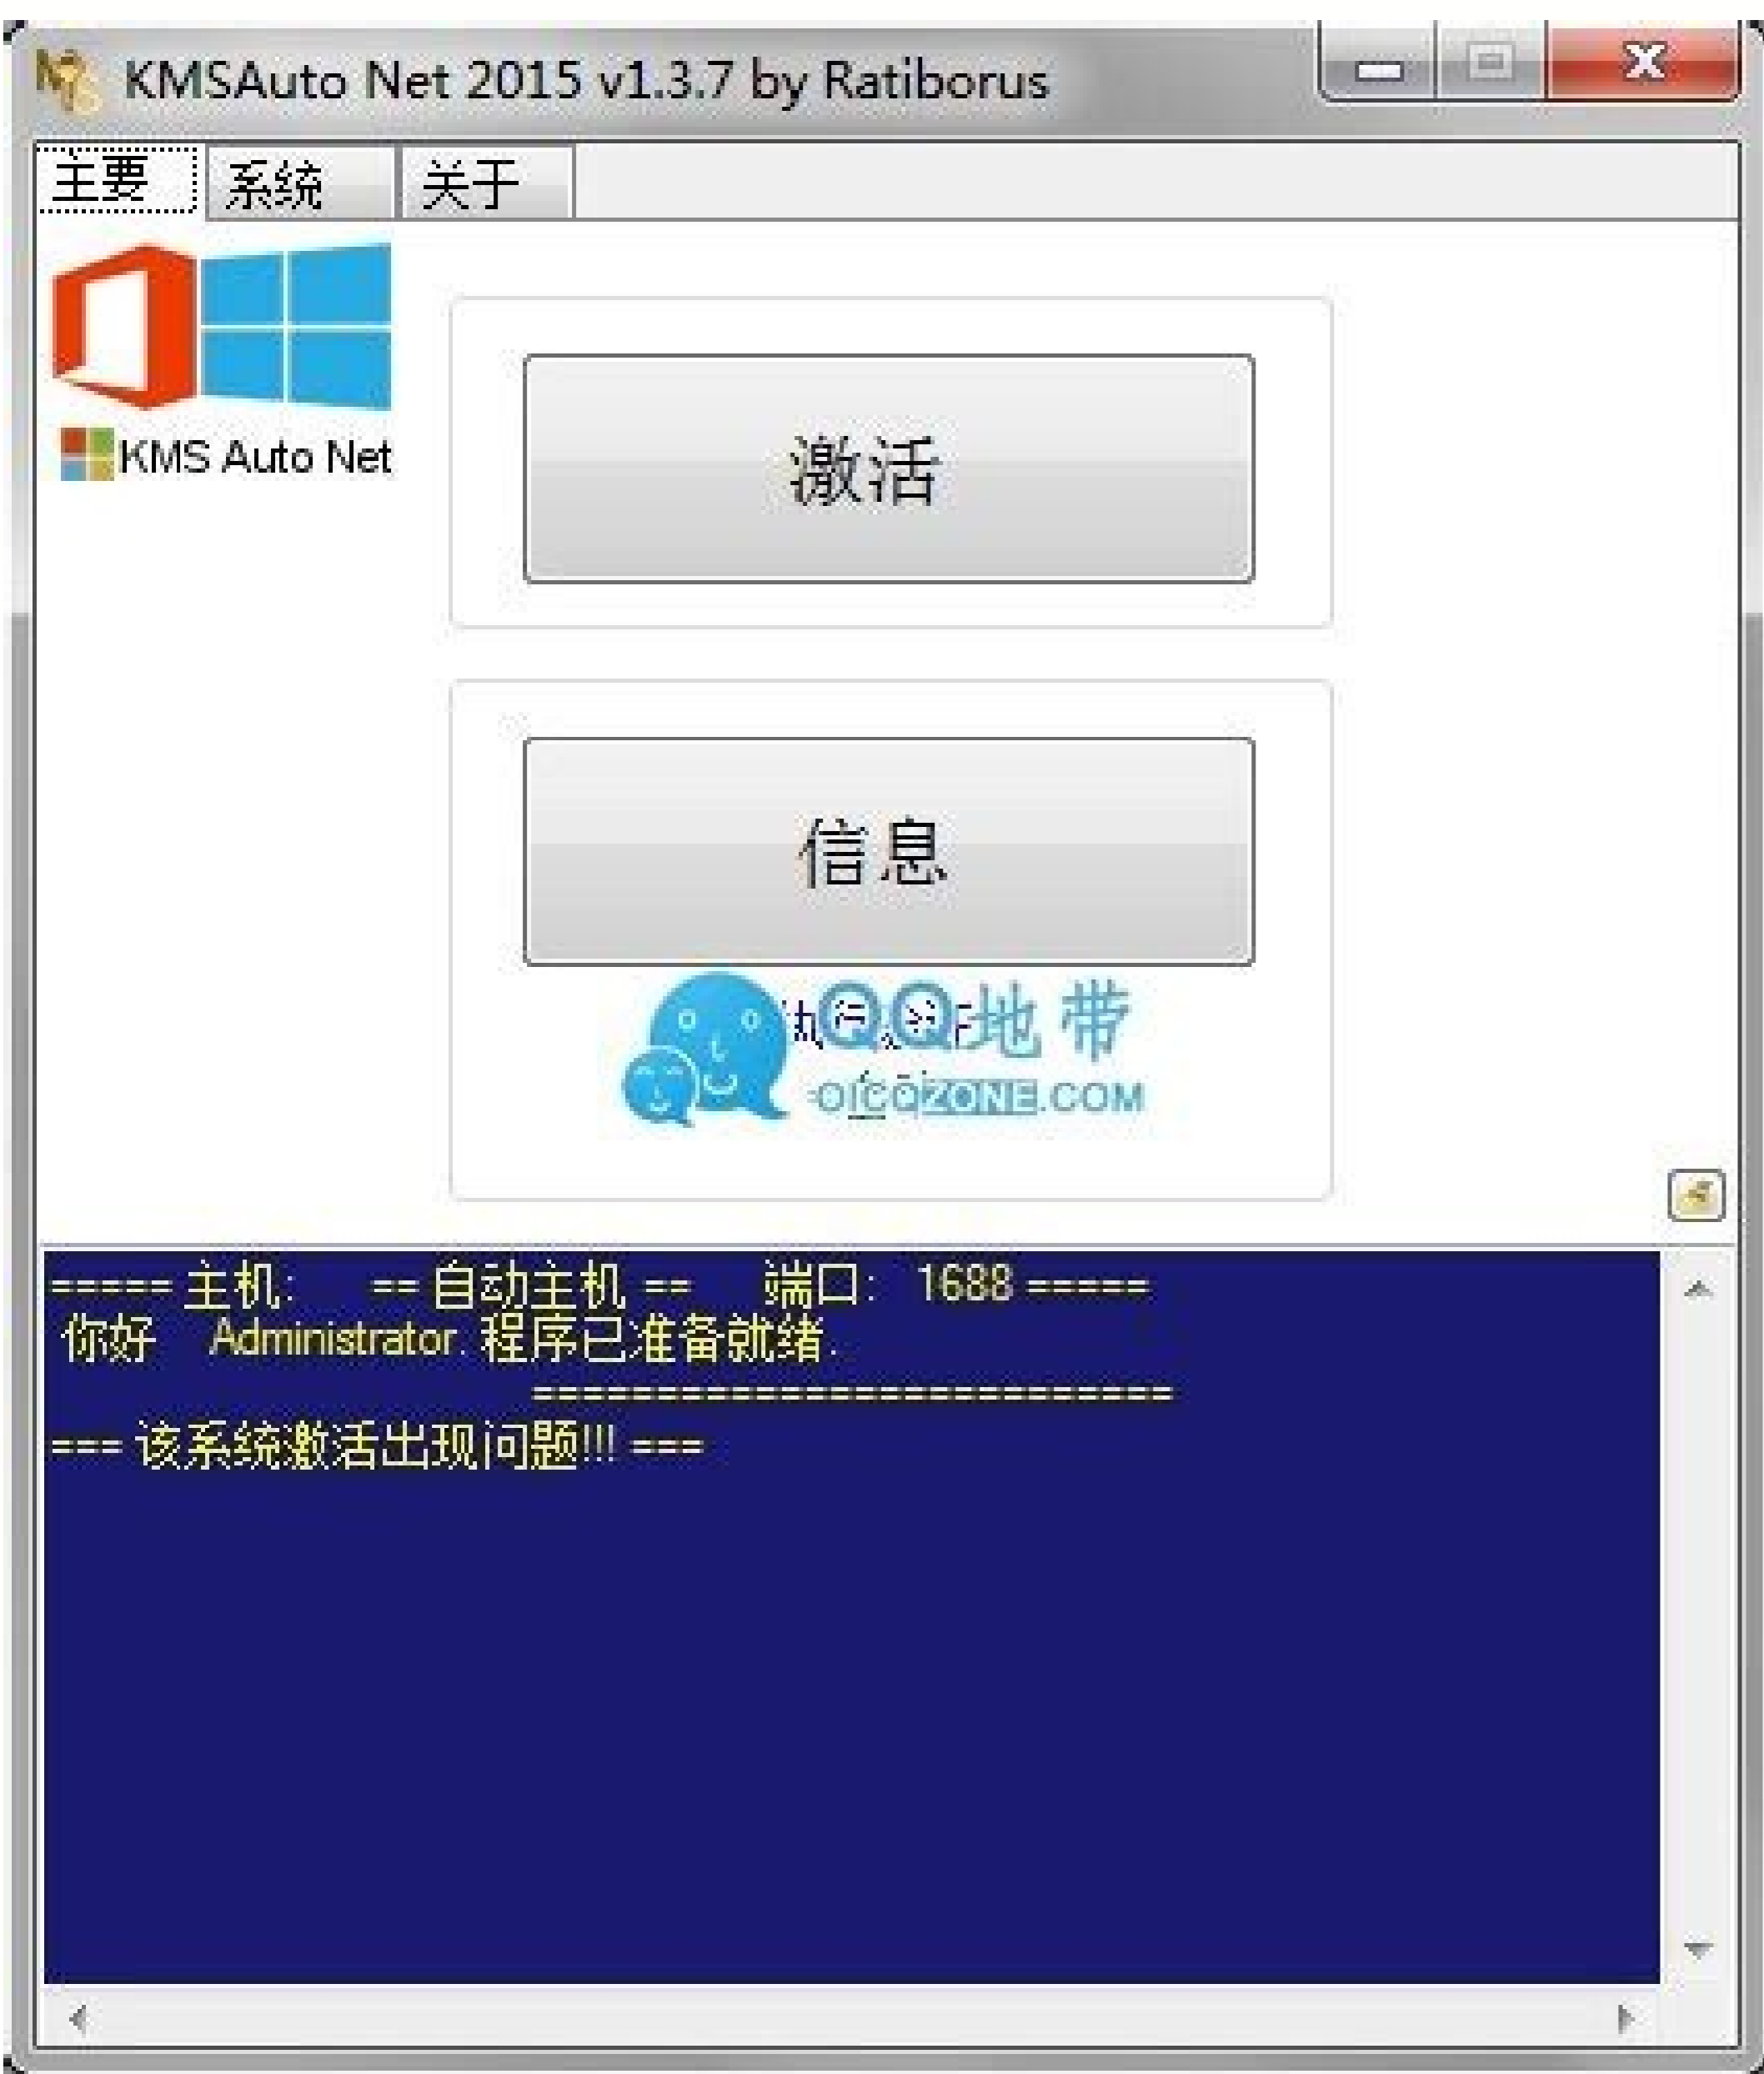 KMSAuto Net 2015 v1.3.7 by Ratiborus
主要 系统 关于
KMS Auto Net
激活
信息
QQ地带
OICQZONE.COM
===== 主机: == 自动主机 == 端口: 1688 =====
你好 Administrator. 程序已准备就绪.
==========================
=== 该系统激活出现问题!!! ===